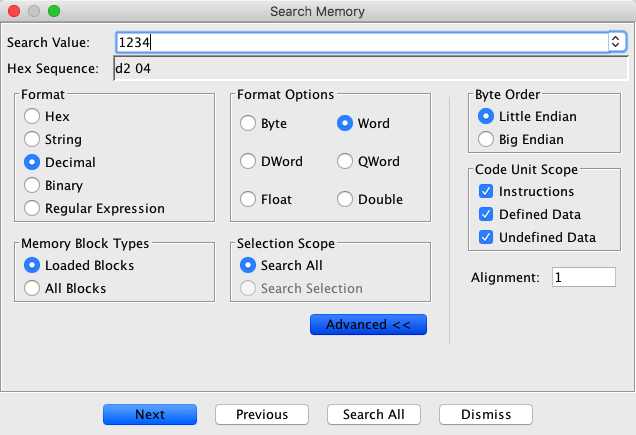 Search Memory
Search Value: 1234
Hex Sequence: d2 04
Format
Hex
String
Decimal
Binary
Regular Expression
Format Options
Byte Word
DWord QWord
Float Double
Byte Order
Little Endian
Big Endian
Code Unit Scope
Instructions
Defined Data
Undefined Data
Memory Block Types
Loaded Blocks
All Blocks
Selection Scope
Search All
Search Selection
Alignment: 1
Advanced <<
Next Previous Search All Dismiss